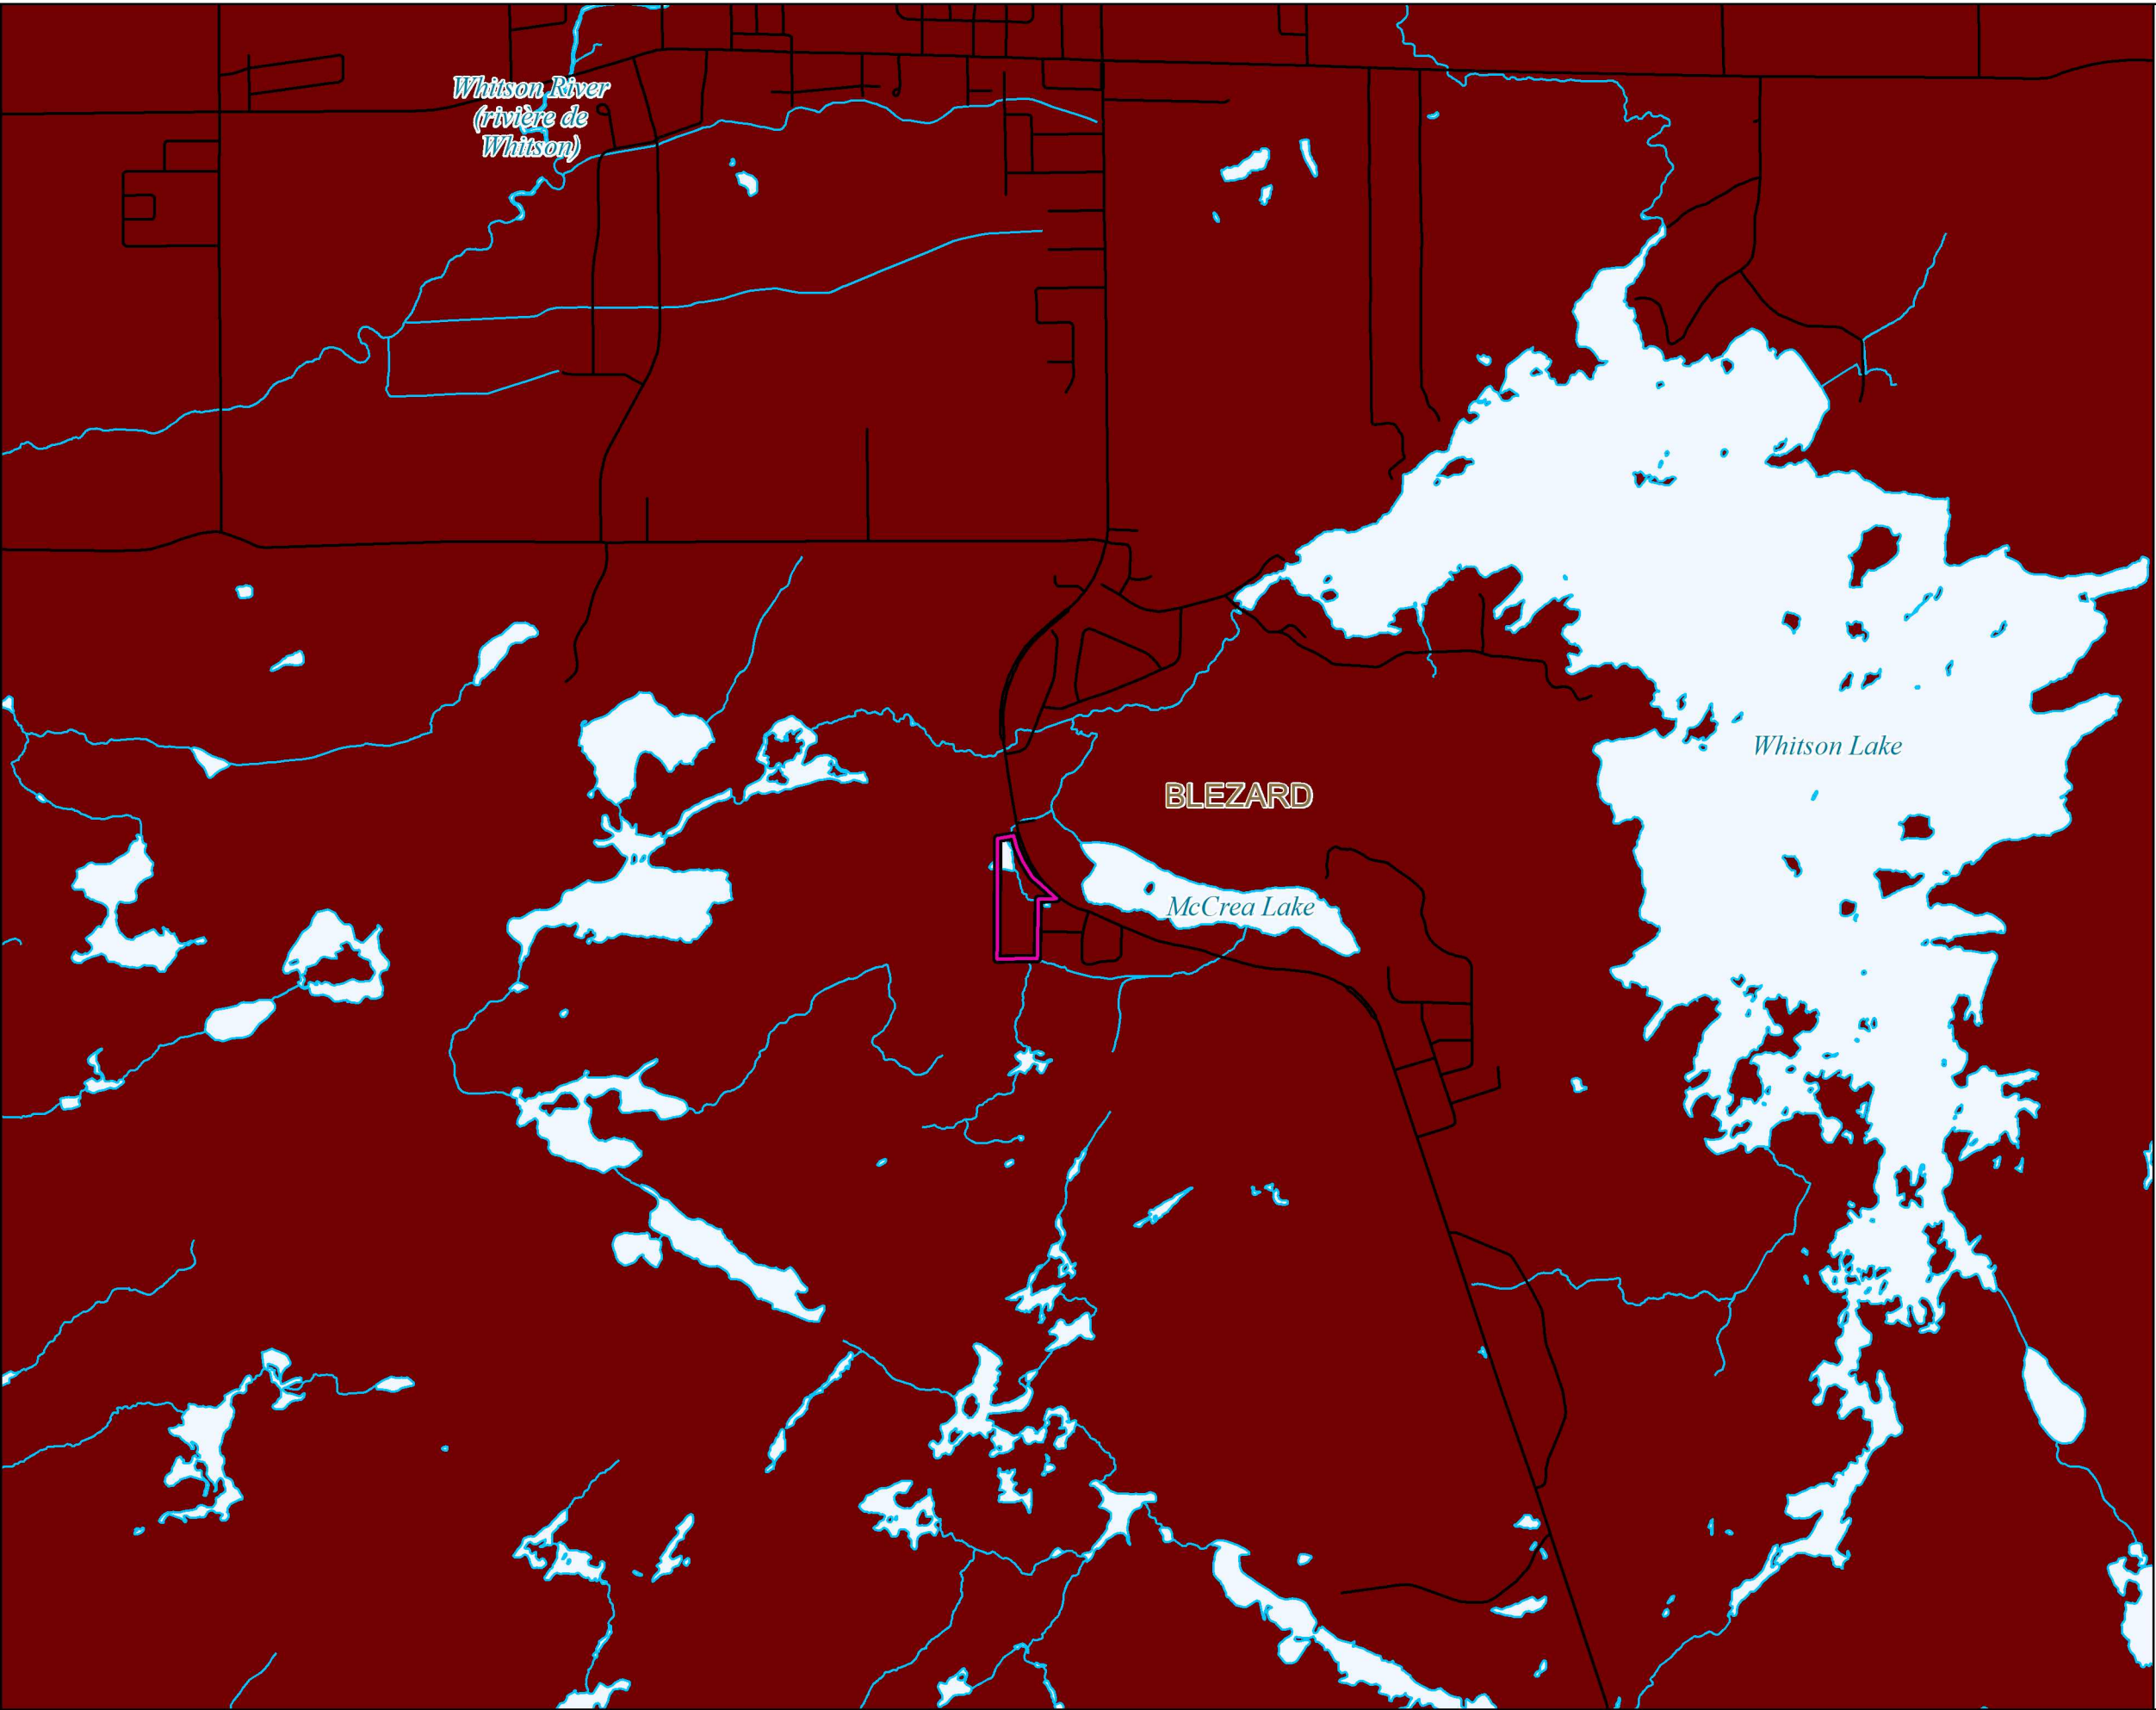 Whitson River
(rivière de
Whitson)
Whitson Lake
BLEZARD
McCrea Lake